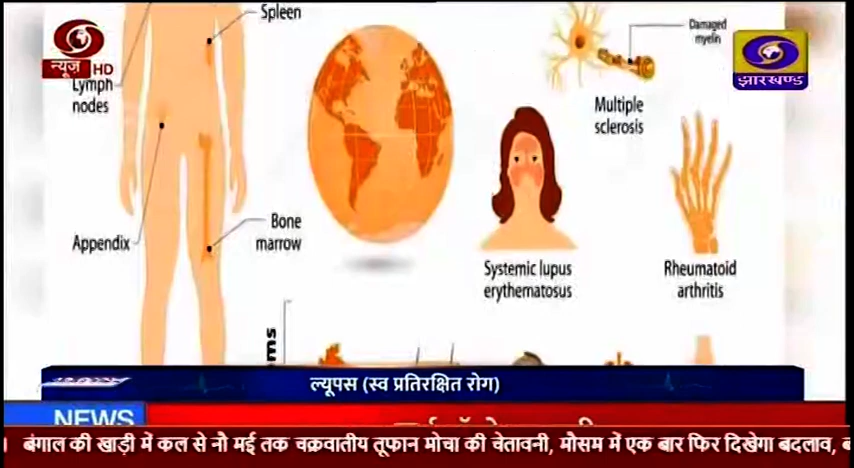 Spleen
न्यूज़ HD
Lymph
nodes
Damaged
myelin
झारखण्ड
Multiple
sclerosis
Appendix
Bone
marrow
Systemic lupus
erythematosus
Rheumatoid
arthritis
ms
ल्यूपस (स्व प्रतिरक्षित रोग)
NEWS
बंगाल की खाड़ी में कल से नौ मई तक चक्रवातीय तूफान मोचा की चेतावनी, मौसम में एक बार फिर दिखेगा बदलाव,